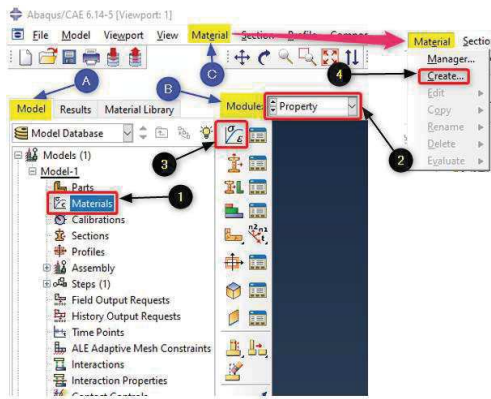 Abaqus/CAE 6.14-5 [Viewport: 1]
File Model Viewport View Material Section Profile Compos
Material Sectio
Manager...
Create...
Edit
Copy
Rename
Delete
Evaluate
A
B
C
4
Model Results Material Library
Module: Property
Model Database
σ
ε
3
2
1
Models (1)
Model-1
Parts
Materials
Calibrations
Sections
Profiles
Assembly
Steps (1)
Field Output Requests
History Output Requests
Time Points
ALE Adaptive Mesh Constraints
Interactions
Interaction Properties
Contact Controls
n2 n1
t